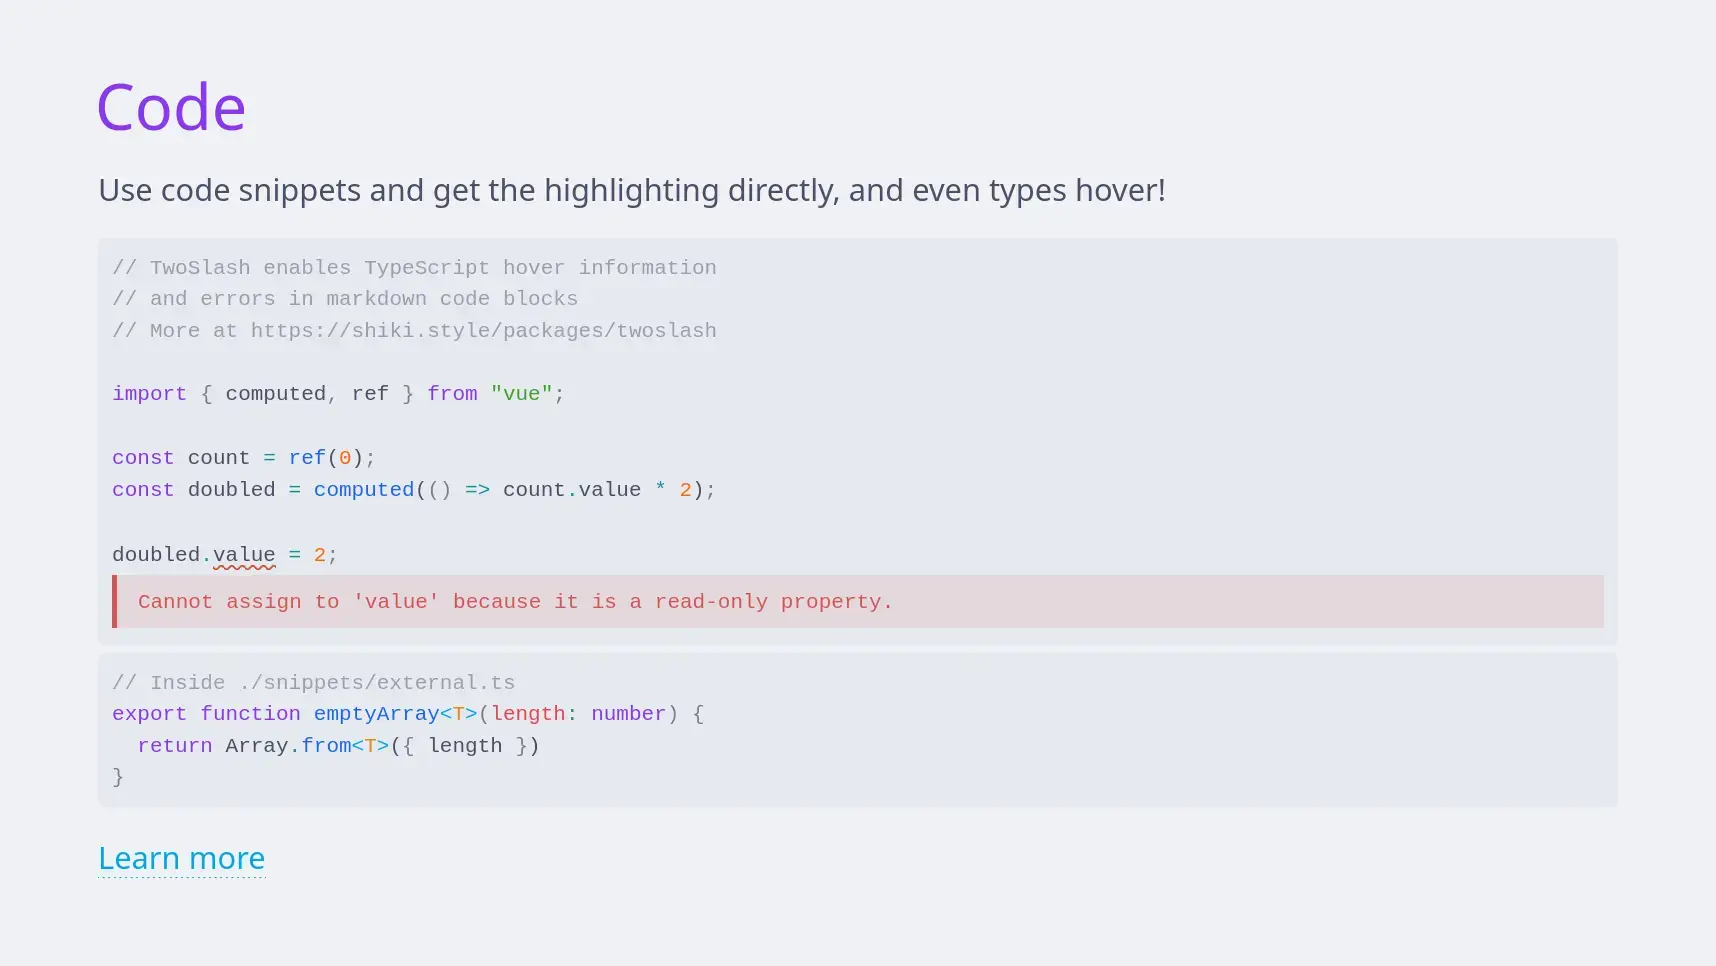 Code
Use code snippets and get the highlighting directly, and even types hover!
// TwoSlash enables TypeScript hover information
// and errors in markdown code blocks
// More at https://shiki.style/packages/twoslash
import { computed, ref } from "vue";
const count = ref(0);
const doubled = computed(() => count.value * 2);
doubled.value = 2;
Cannot assign to 'value' because it is a read-only property.
// Inside ./snippets/external.ts
export function emptyArray<T>(length: number) {
  return Array.from<T>({ length })
}
Learn more